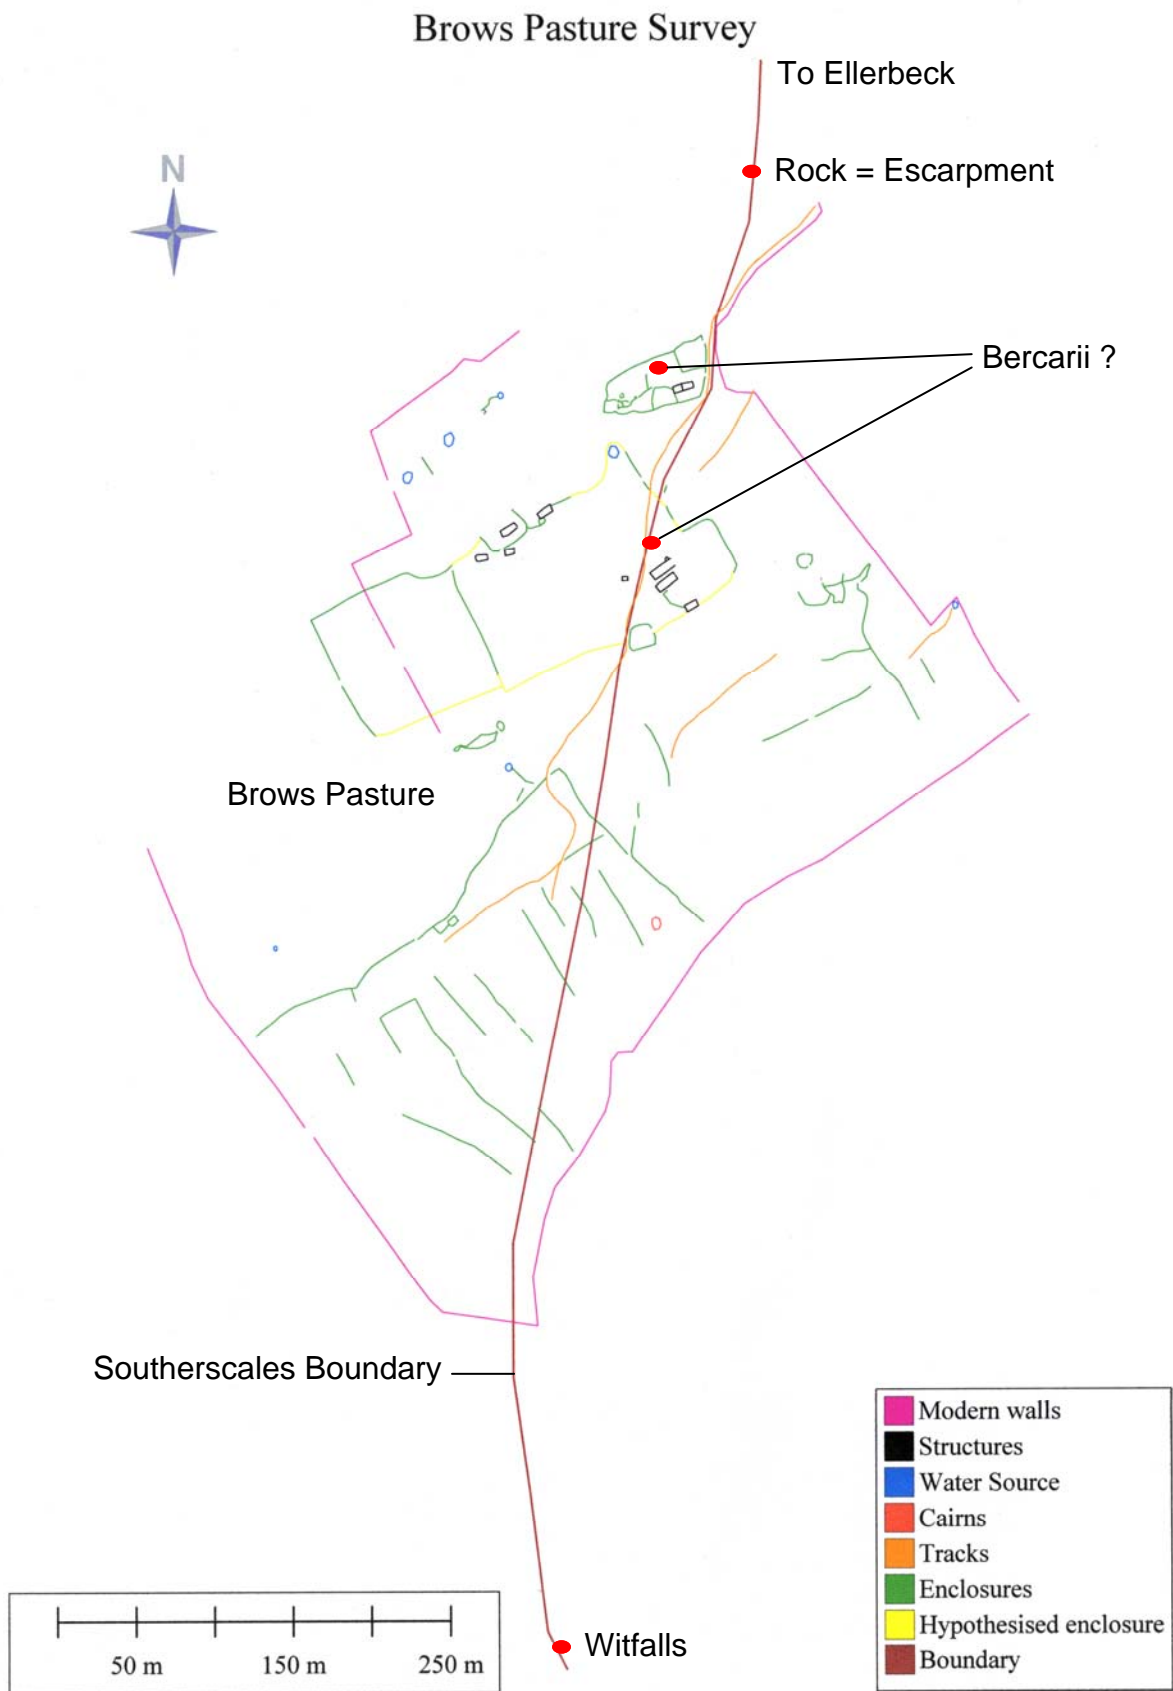 Brows Pasture Survey
To Ellerbeck
N
Rock = Escarpment
Bercarii ?
Brows Pasture
Southerscales Boundary
Modern walls
Structures
Water Source
Cairns
Tracks
Enclosures
Hypothesised enclosure
Boundary
Witfalls
50 m 150 m 250 m